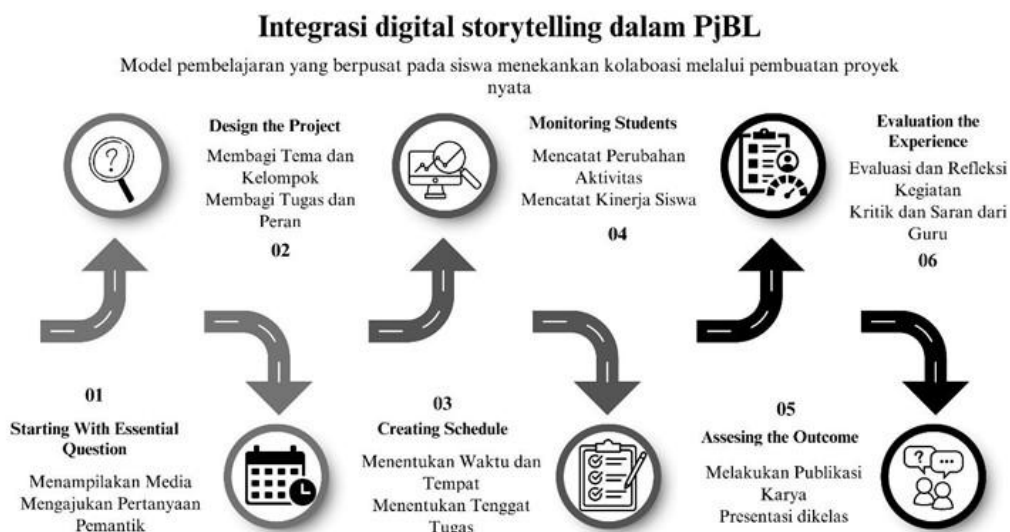 Integrasi digital storytelling dalam PjBL
Model pembelajaran yang berpusat pada siswa menekankan kolaboasi melalui pembuatan proyek
nyata
01
Starting With Essential
Question
Menampilakan Media
Mengajukan Pertanyaan
Pemantik
Design the Project
Membagi Tema dan
Kelompok
Membagi Tugas dan
Peran
02
03
Creating Schedule
Menentukan Waktu dan
Tempat
Menentukan Tenggat
Tugas
Monitoring Students
Mencatat Perubahan
Aktivitas
Mencatat Kinerja Siswa
04
05
Assesing the Outcome
Melakukan Publikasi
Karya
Presentasi dikelas
Evaluation the
Experience
Evaluasi dan Refleksi
Kegiatan
Kritik dan Saran dari
Guru
06